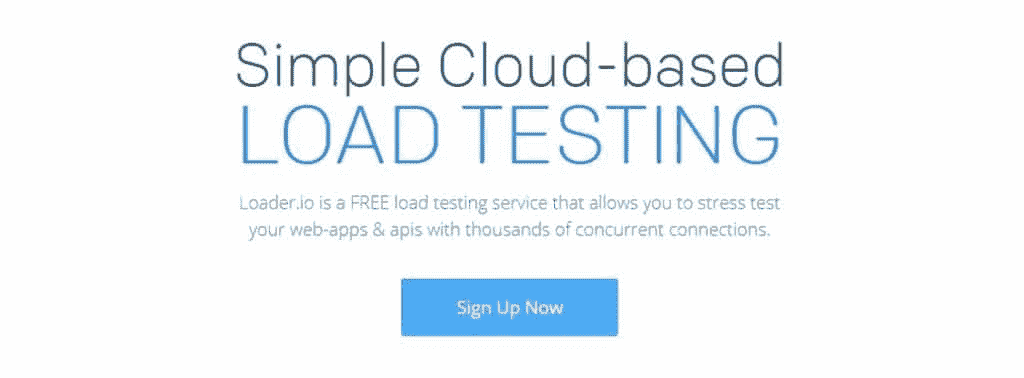 Simple Cloud-based
LOAD TESTING
Loader.io is a FREE load testing service that allows you to stress test
your web-apps & apis with thousands of concurrent connections.
Sign Up Now